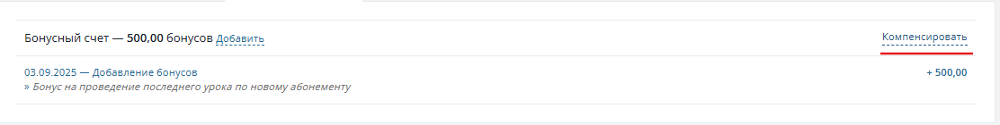 Бонусный счет — 500,00 бонусов Добавить Компенсировать
03.09.2025 — Добавление бонусов + 500,00
» Бонус на проведение последнего урока по новому абонементу